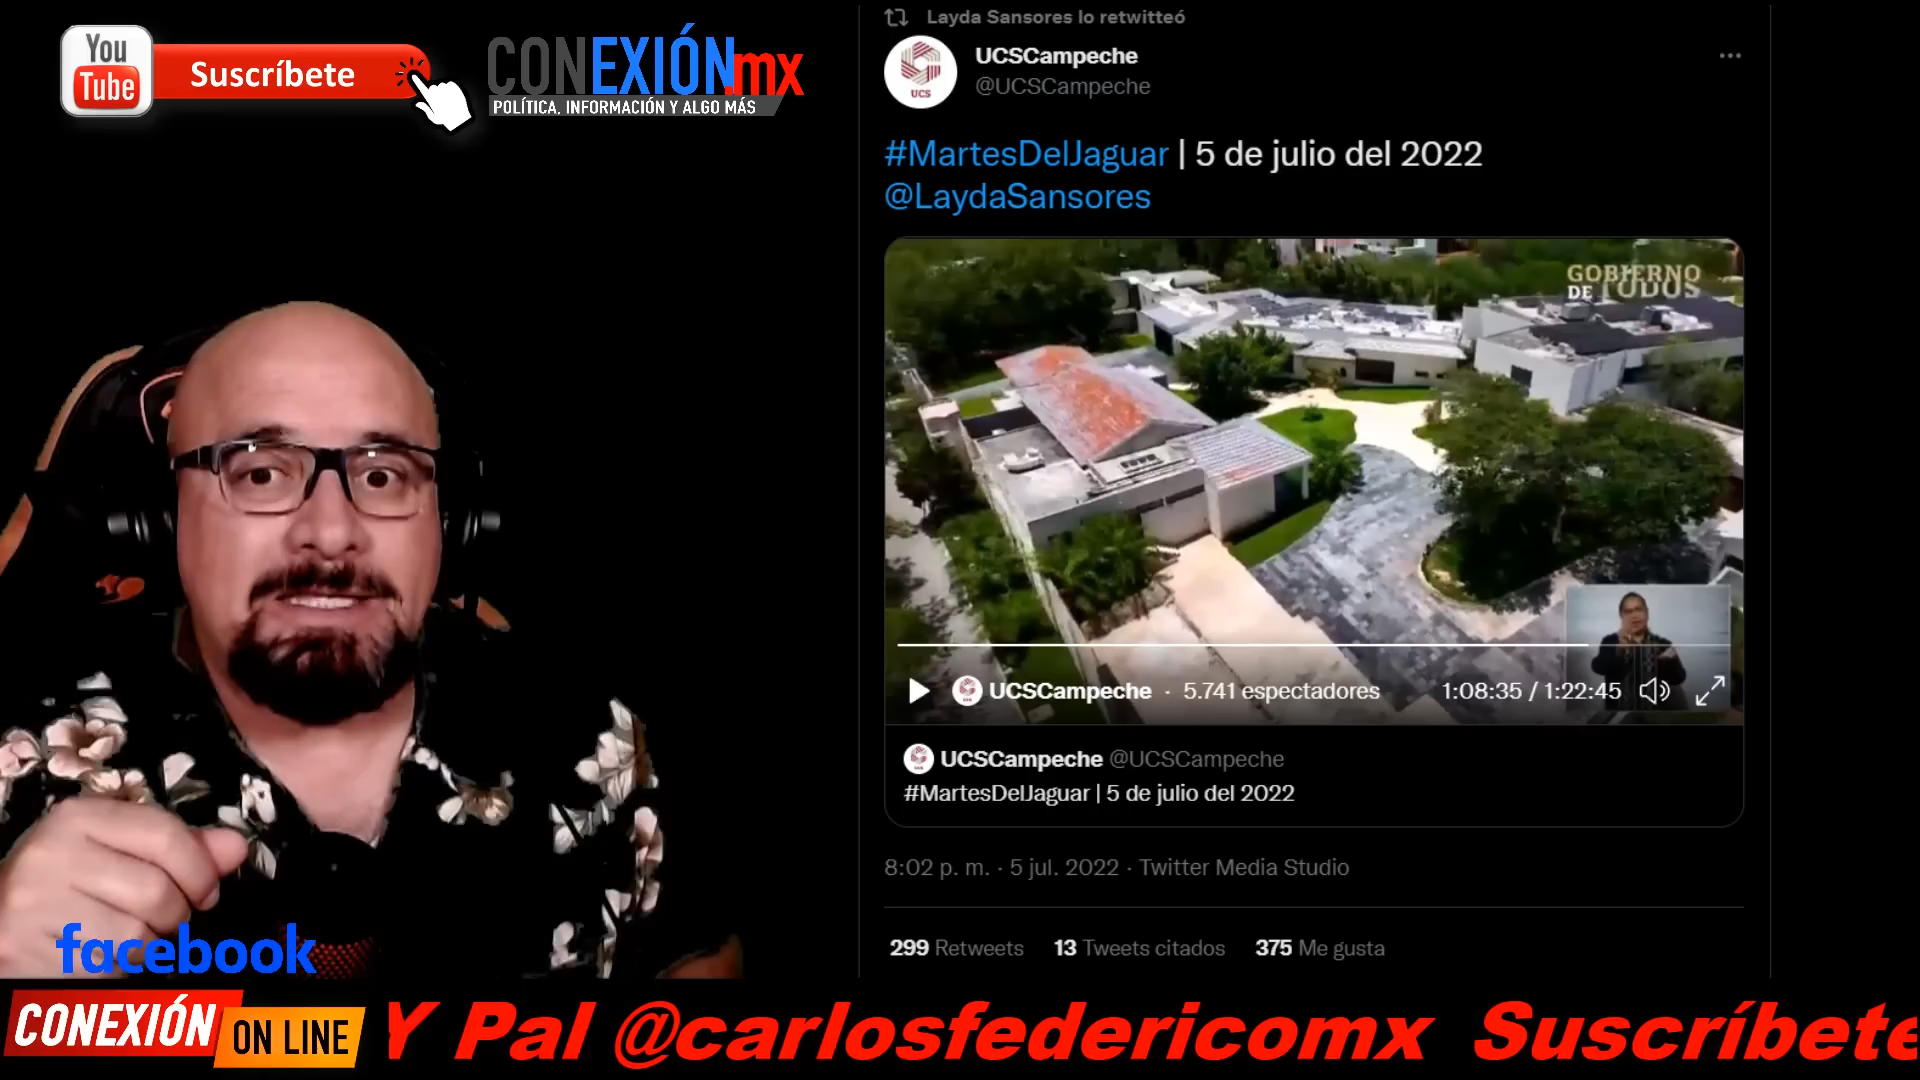 You
Tube
Suscríbete
CONEXIÓN.mx
POLÍTICA, INFORMACIÓN Y ALGO MÁS
Layda Sansores lo retwitteó
UCSCampeche
@UCSCampeche
UCS
#MartesDelJaguar | 5 de julio del 2022
@LaydaSansores
GOBIERNO
DE TODOS
UCSCampeche · 5.741 espectadores 1:08:35 / 1:22:45
UCSCampeche @UCSCampeche
#MartesDelJaguar | 5 de julio del 2022
8:02 p. m. · 5 jul. 2022 · Twitter Media Studio
299 Retweets 13 Tweets citados 375 Me gusta
facebook
CONEXIÓN
ON LINE
Y Pal @carlosfedericomx Suscríbete